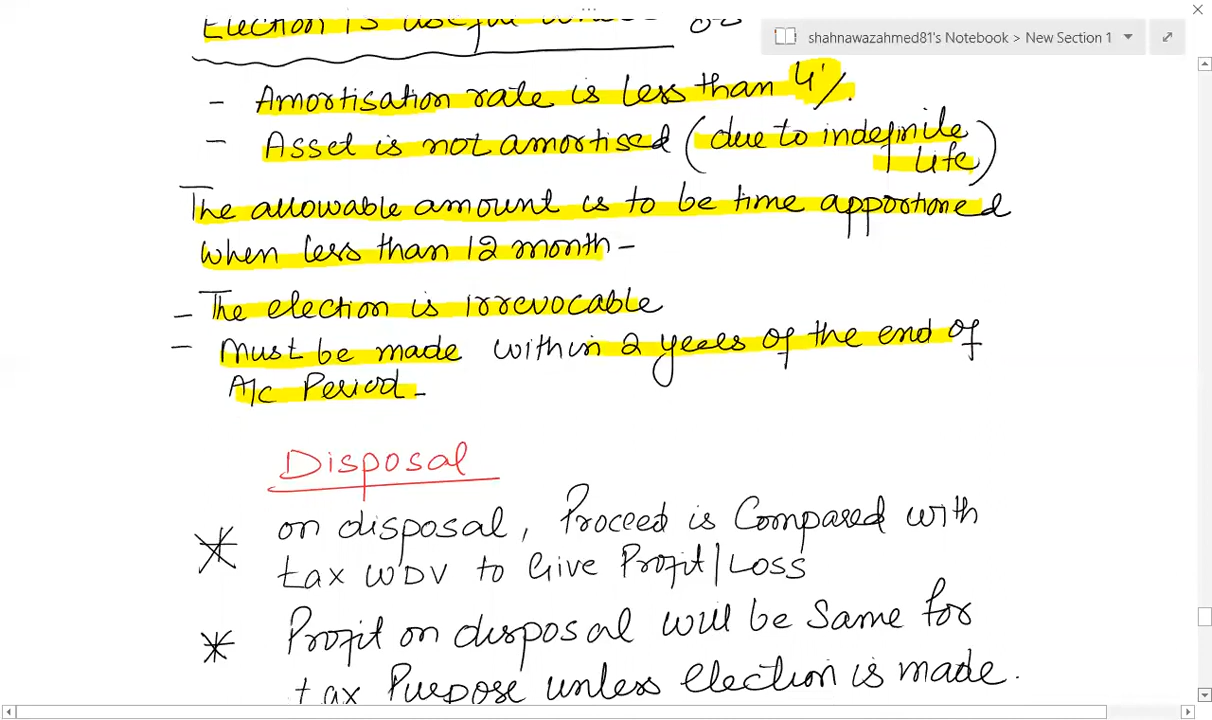 shahnawazahmed81's Notebook > New Section 1
Election is useful
- Amortisation rate is less than 4%.
- Asset is not amortised (due to indefinite life)
The allowable amount is to be time apportioned
when less than 12 month -
- The election is irrevocable
- Must be made within 2 years of the end of
A/c Period -
Disposal
* on disposal, Proceed is Compared with
tax WDV to Give Profit/Loss
* Profit on disposal will be Same for
tax Purpose unless election is made.